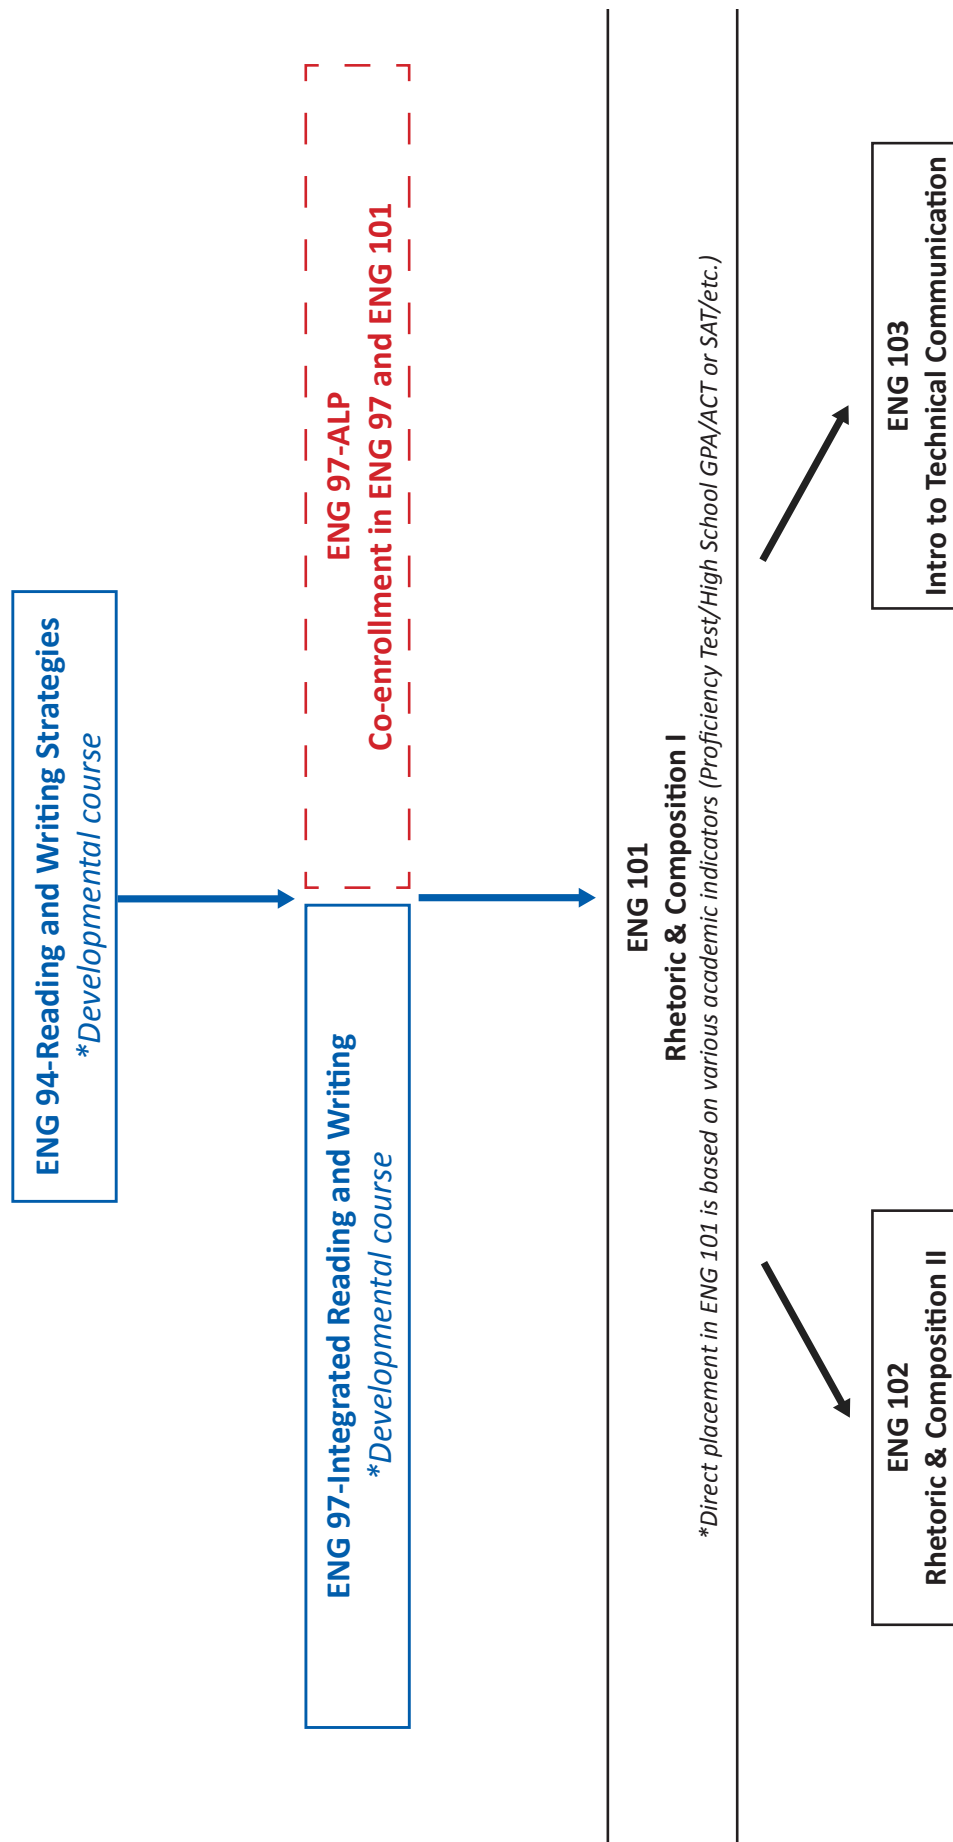 ENG 94-Reading and Writing Strategies
*Developmental course
ENG 97-Integrated Reading and Writing
*Developmental course
ENG 97-ALP
Co-enrollment in ENG 97 and ENG 101
ENG 101
Rhetoric & Composition I
*Direct placement in ENG 101 is based on various academic indicators (Proficiency Test/High School GPA/ACT or SAT/etc.)
ENG 102
Rhetoric & Composition II
ENG 103
Intro to Technical Communication